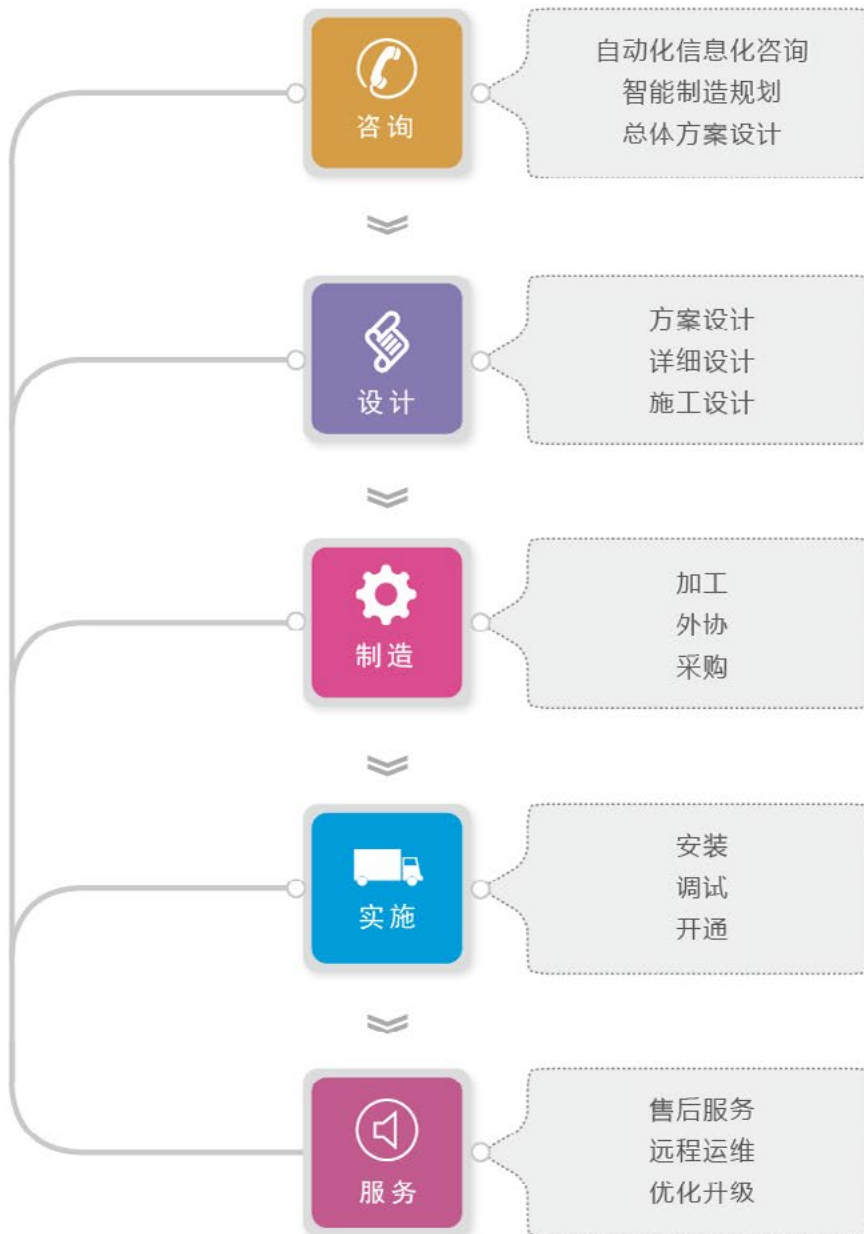 咨询
自动化信息化咨询
智能制造规划
总体方案设计
设计
方案设计
详细设计
施工设计
制造
加工
外协
采购
实施
安装
调试
开通
服务
售后服务
远程运维
优化升级